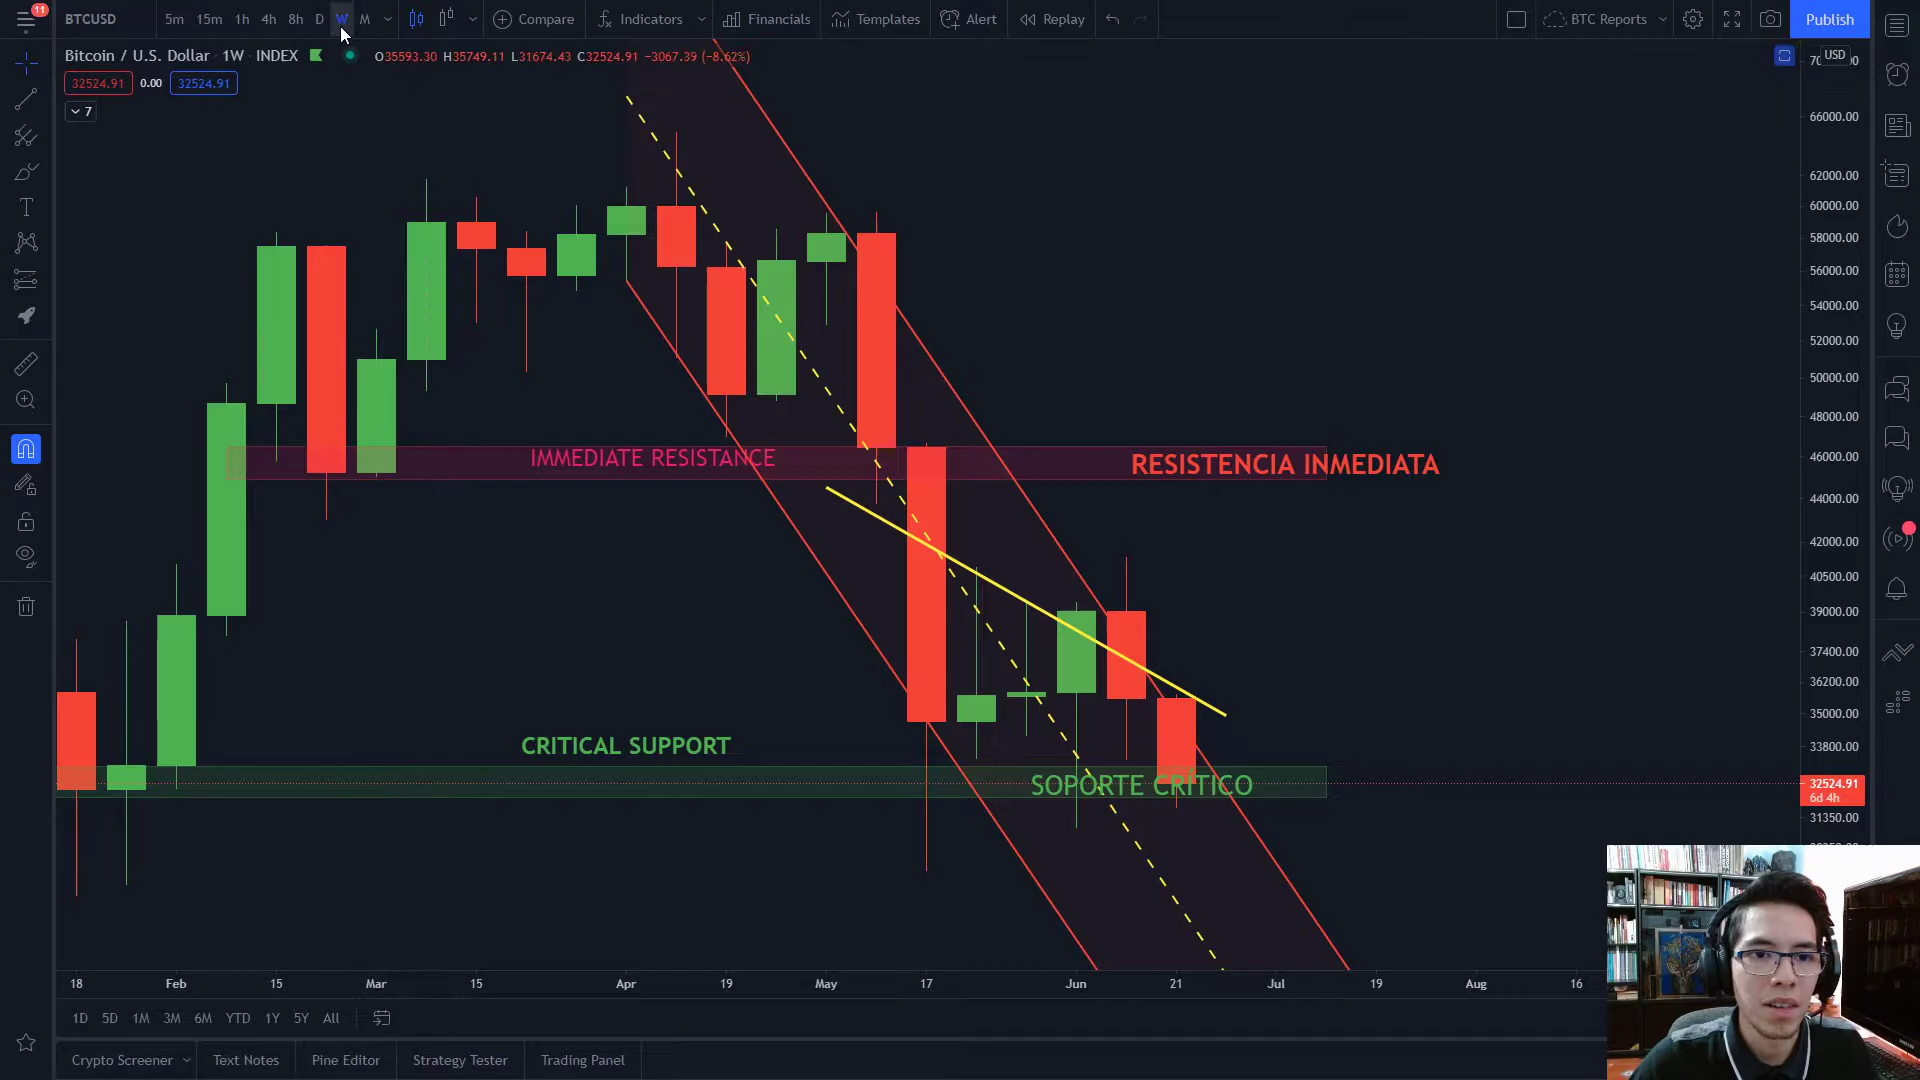 11
BTCUSD 5m 15m 1h 4h 8h D W M Compare Indicators Financials Templates Alert Replay BTC Reports Publish
Bitcoin / U.S. Dollar · 1W · INDEX O35593.30 H35749.11 L31674.43 C32524.91 −3067.39 (−8.62%)
32524.91 0.00 32524.91
7
USD
66000.00
62000.00
60000.00
58000.00
56000.00
54000.00
52000.00
50000.00
48000.00
46000.00
44000.00
42000.00
40500.00
39000.00
37400.00
36200.00
35000.00
33800.00
32524.91
6d 4h
31350.00
IMMEDIATE RESISTANCE
RESISTENCIA INMEDIATA
CRITICAL SUPPORT
SOPORTE CRITICO
18 Feb 15 Mar 15 Apr 19 May 17 Jun 21 Jul 19 Aug 16
1D 5D 1M 3M 6M YTD 1Y 5Y All
Crypto Screener Text Notes Pine Editor Strategy Tester Trading Panel